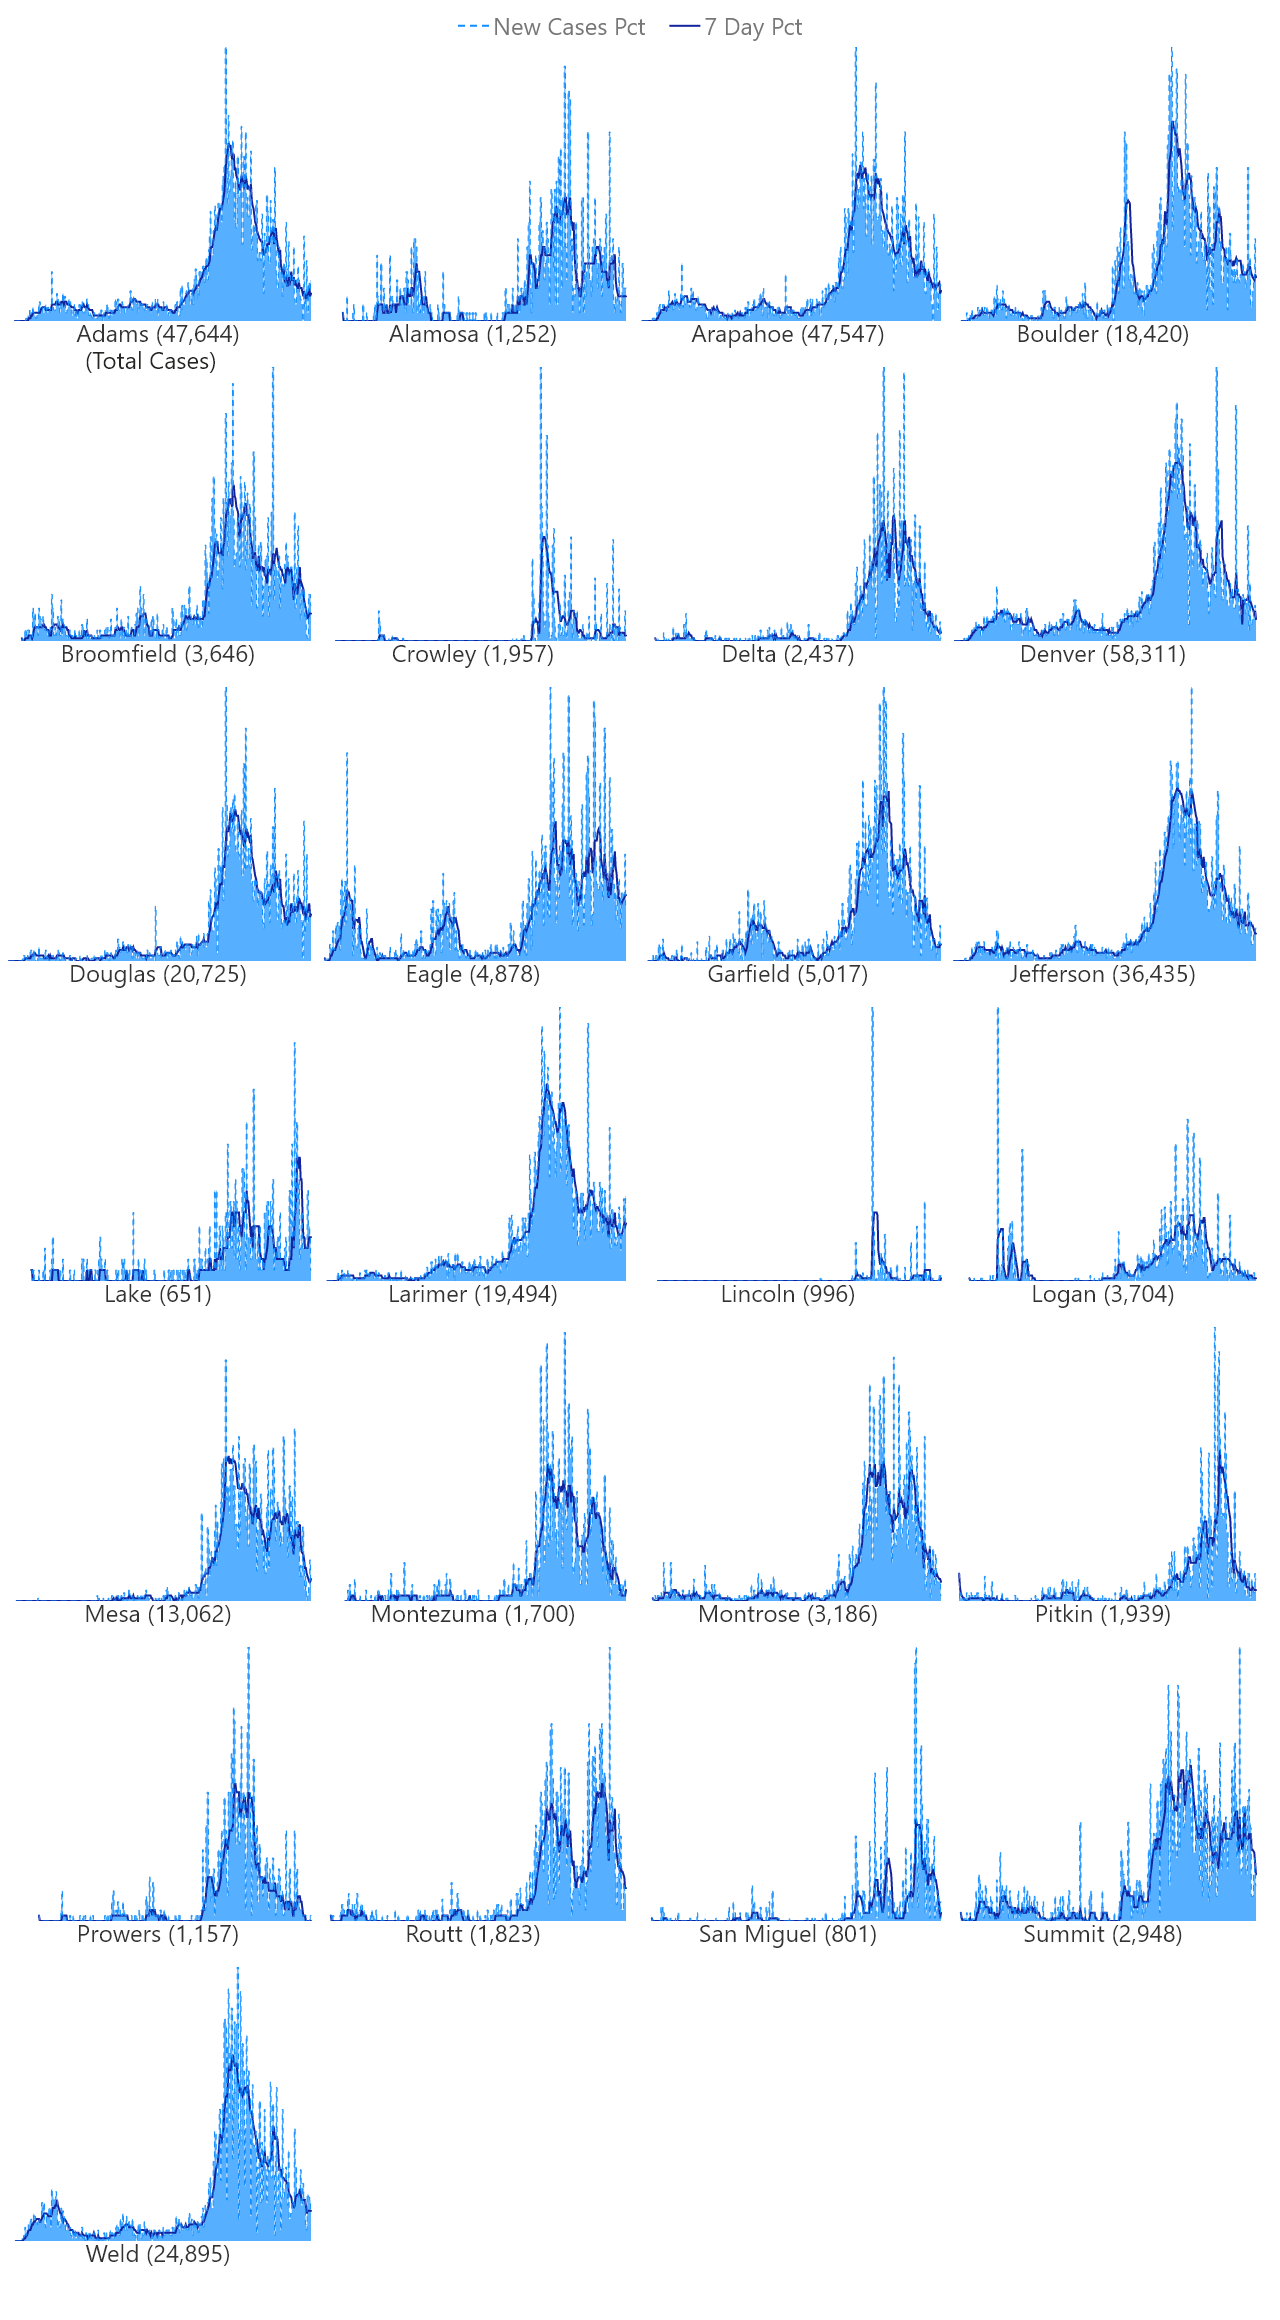 New Cases Pct 7 Day Pct
Adams (47,644)
(Total Cases)
Alamosa (1,252)
Arapahoe (47,547)
Boulder (18,420)
Broomfield (3,646)
Crowley (1,957)
Delta (2,437)
Denver (58,311)
Douglas (20,725)
Eagle (4,878)
Garfield (5,017)
Jefferson (36,435)
Lake (651)
Larimer (19,494)
Lincoln (996)
Logan (3,704)
Mesa (13,062)
Montezuma (1,700)
Montrose (3,186)
Pitkin (1,939)
Prowers (1,157)
Routt (1,823)
San Miguel (801)
Summit (2,948)
Weld (24,895)